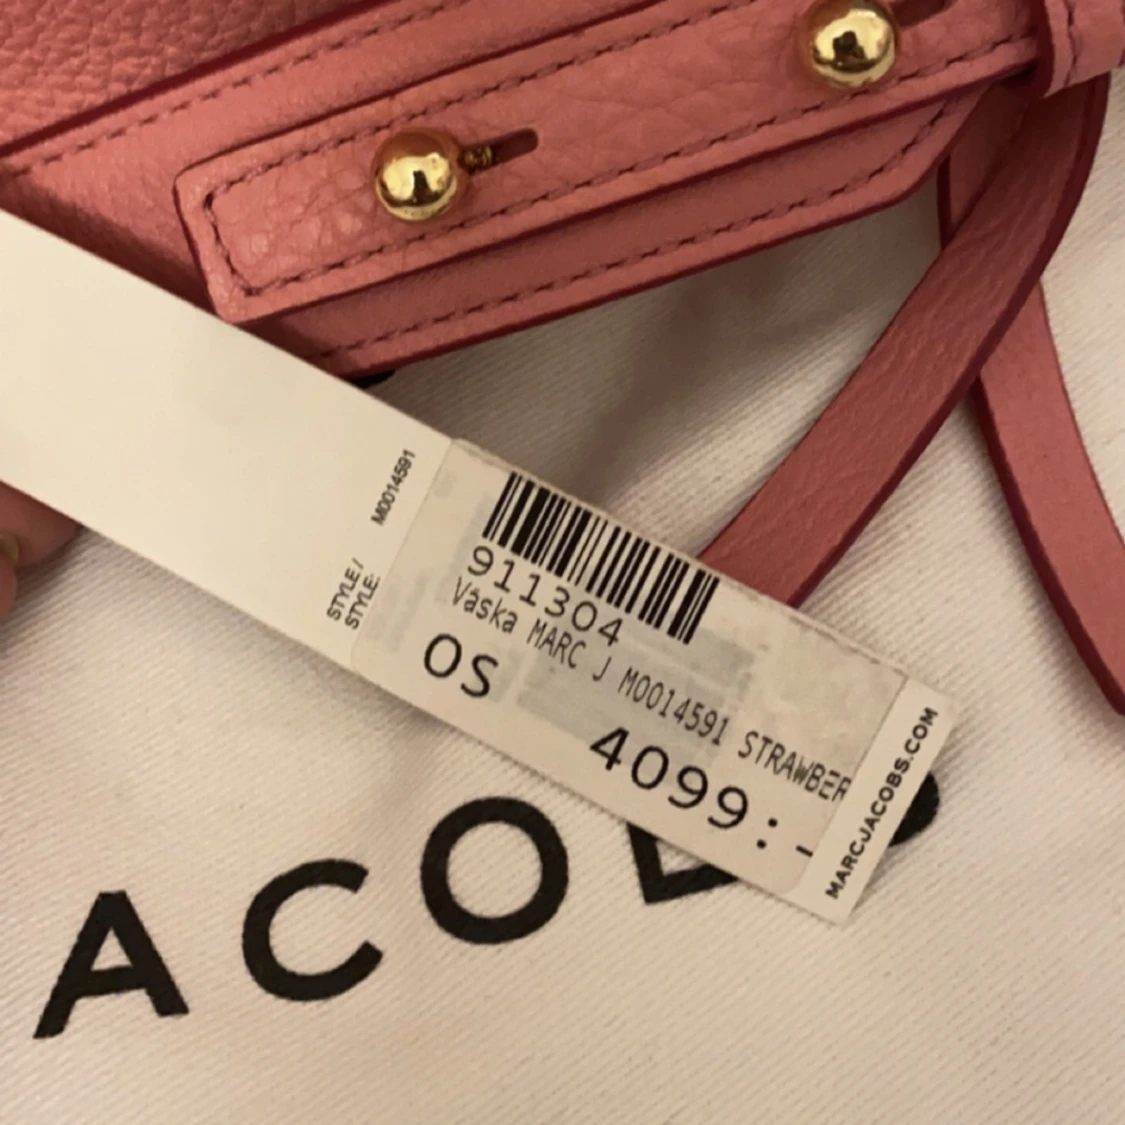 STYLE /
STYLE: M0014591
911304
Väska MARC J M0014591 STRAWBER
OS
4099:-
MARCJACOBS.COM
ACOB